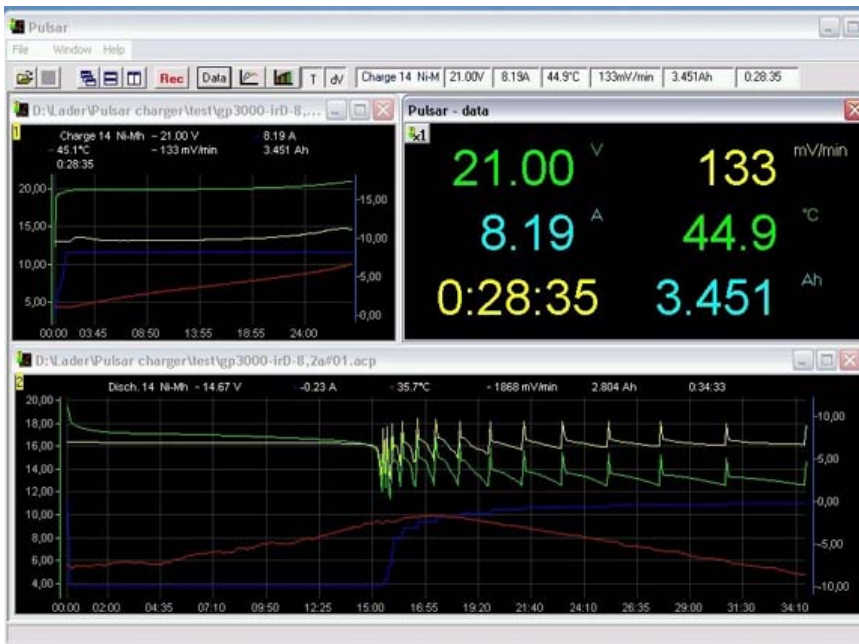 Pulsar
File Window Help
Rec Data T dV Charge 14 Ni-M 21.00V 8.19A 44.9°C 133mV/min 3.451Ah 0:28:35
D:\Lader\Pulsar charger\test\gp3000-irD-8,...
1
Charge 14 Ni-Mh - 21.00 V 8.19 A
- 45.1°C - 133 mV/min 3.451 Ah
0:28:35
20,00
15,00
10,00
5,00
15,00
10,00
5,00
0,00
00:00 03:45 08:50 13:55 18:55 24:00
Pulsar - data
x1
21.00 V 133 mV/min
8.19 A 44.9 °C
0:28:35 3.451 Ah
D:\Lader\Pulsar charger\test\gp3000-irD-8,2a#01.acp
2
Disch. 14 Ni-Mh - 14.67 V -0.23 A - 35.7°C - 1868 mV/min 2.804 Ah 0:34:33
20,00
18,00
16,00
14,00
12,00
10,00
8,00
6,00
4,00
10,00
5,00
0,00
-5,00
-10,00
00:00 02:00 04:35 07:10 09:50 12:25 15:00 16:55 19:20 21:40 24:10 26:35 29:00 31:30 34:10